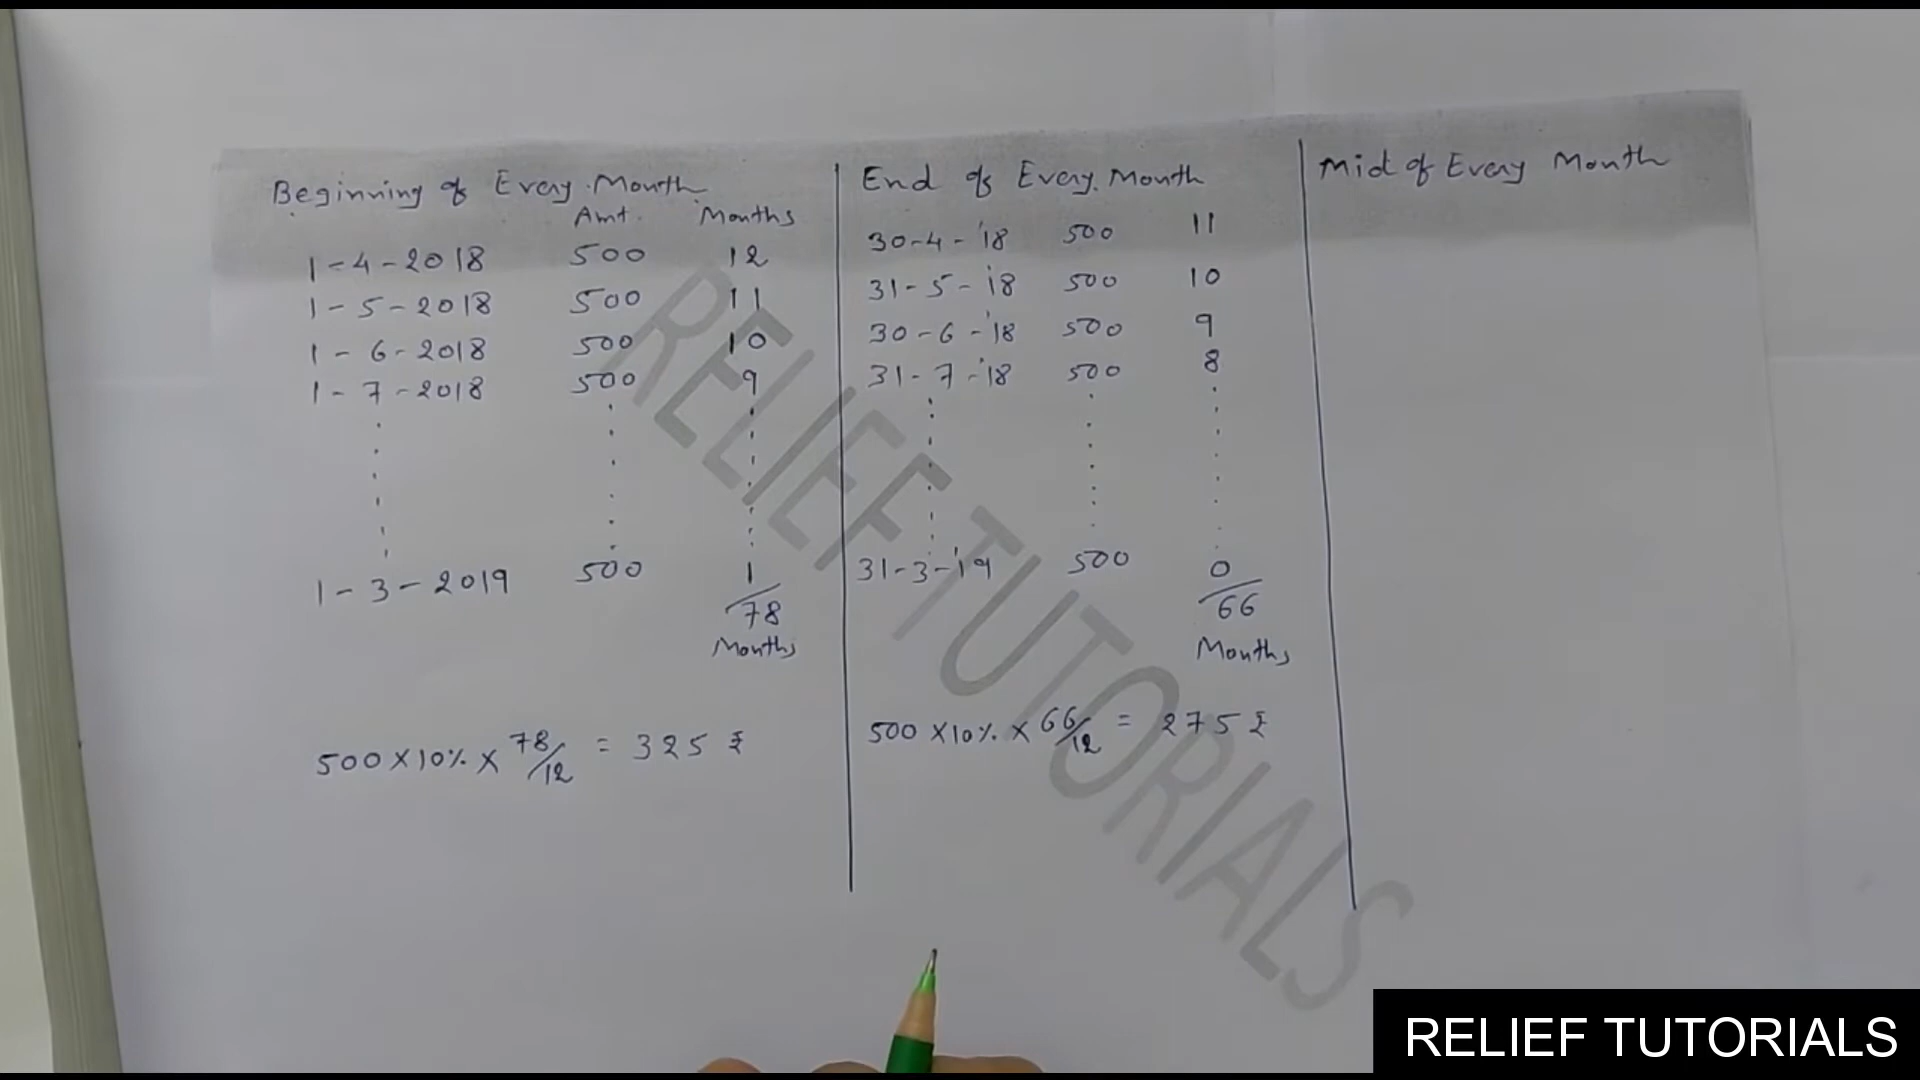 Beginning of Every Month
Amt. Months
1-4-2018 500 12
1-5-2018 500 11
1-6-2018 500 10
1-7-2018 500 9
1-3-2019 500 1
78
Months
500 X 10% X 78/12 = 325 ₹
End of Every Month
30-4-'18 500 11
31-5-'18 500 10
30-6-'18 500 9
31-7-'18 500 8
31-3-'19 500 0
66
Months
500 X 10% X 66/12 = 275 ₹
Mid of Every Month
RELIEF TUTORIALS
RELIEF TUTORIALS